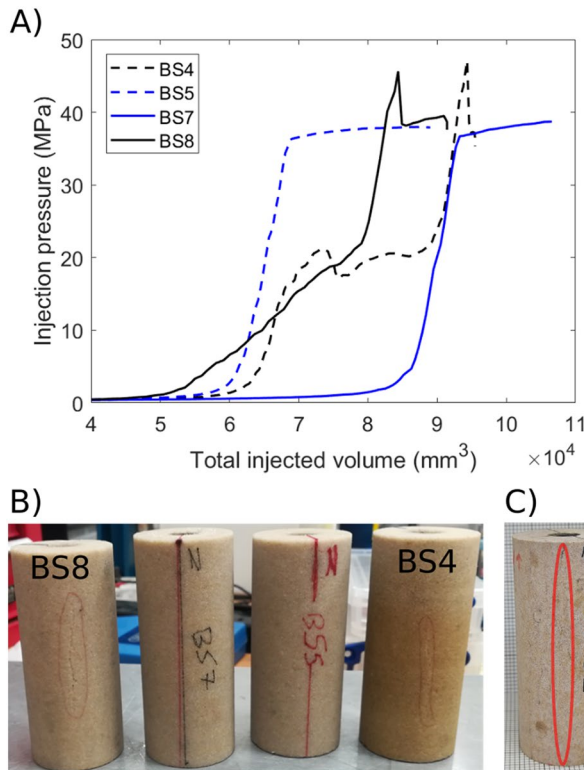 A)
50
40
30
20
10
0
Injection pressure (MPa)
BS4
BS5
BS7
BS8
4 5 6 7 8 9 10 11
Total injected volume (mm³) ×10⁴
B)
BS8
N
BS7
N
BS5
BS4
C)